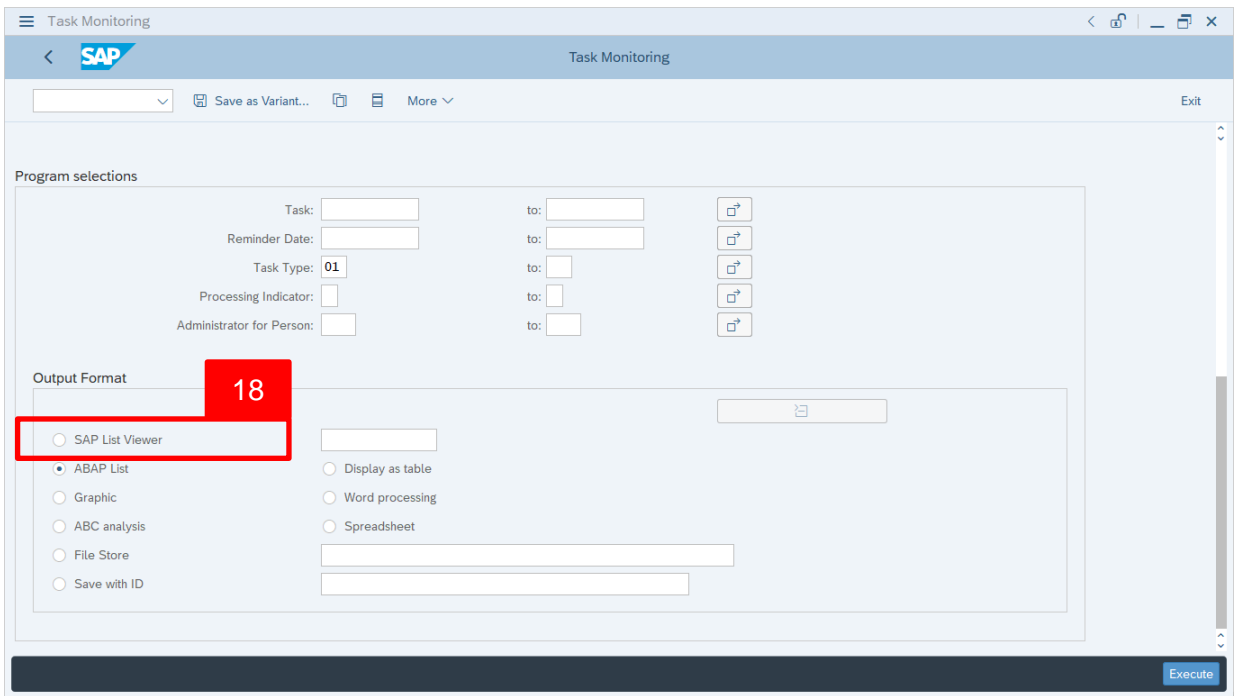 Task Monitoring
SAP Task Monitoring
Save as Variant... More Exit
Program selections
Task: to:
Reminder Date: to:
Task Type: 01 to:
Processing Indicator: to:
Administrator for Person: to:
Output Format
18
SAP List Viewer
ABAP List Display as table
Graphic Word processing
ABC analysis Spreadsheet
File Store
Save with ID
Execute